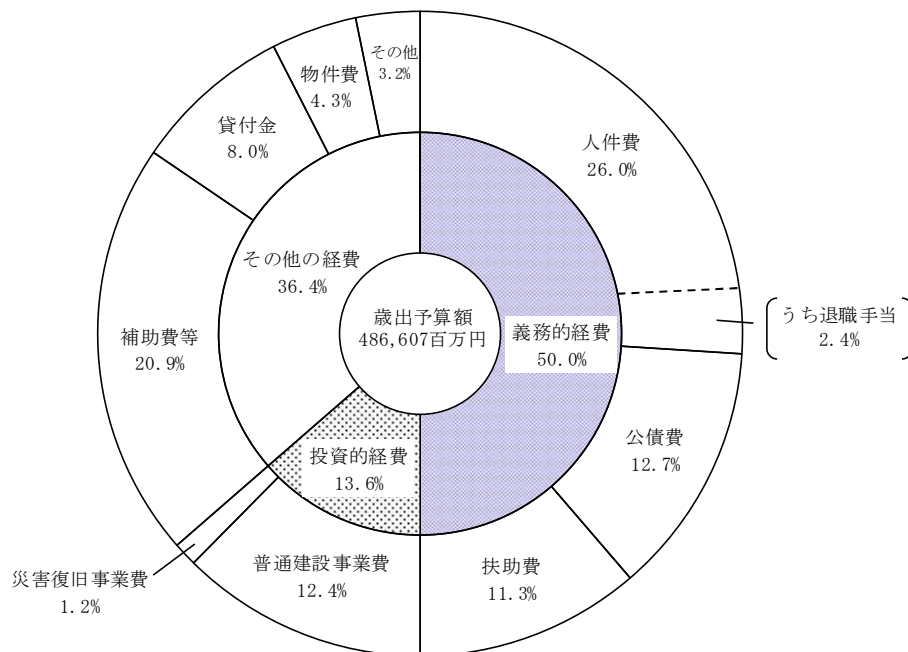 その他
3.2%
物件費
4.3%
貸付金
8.0%
人件費
26.0%
その他の経費
36.4%
歳出予算額
486,607百万円
義務的経費
50.0%
うち退職手当
2.4%
補助費等
20.9%
公債費
12.7%
投資的経費
13.6%
普通建設事業費
12.4%
扶助費
11.3%
災害復旧事業費
1.2%